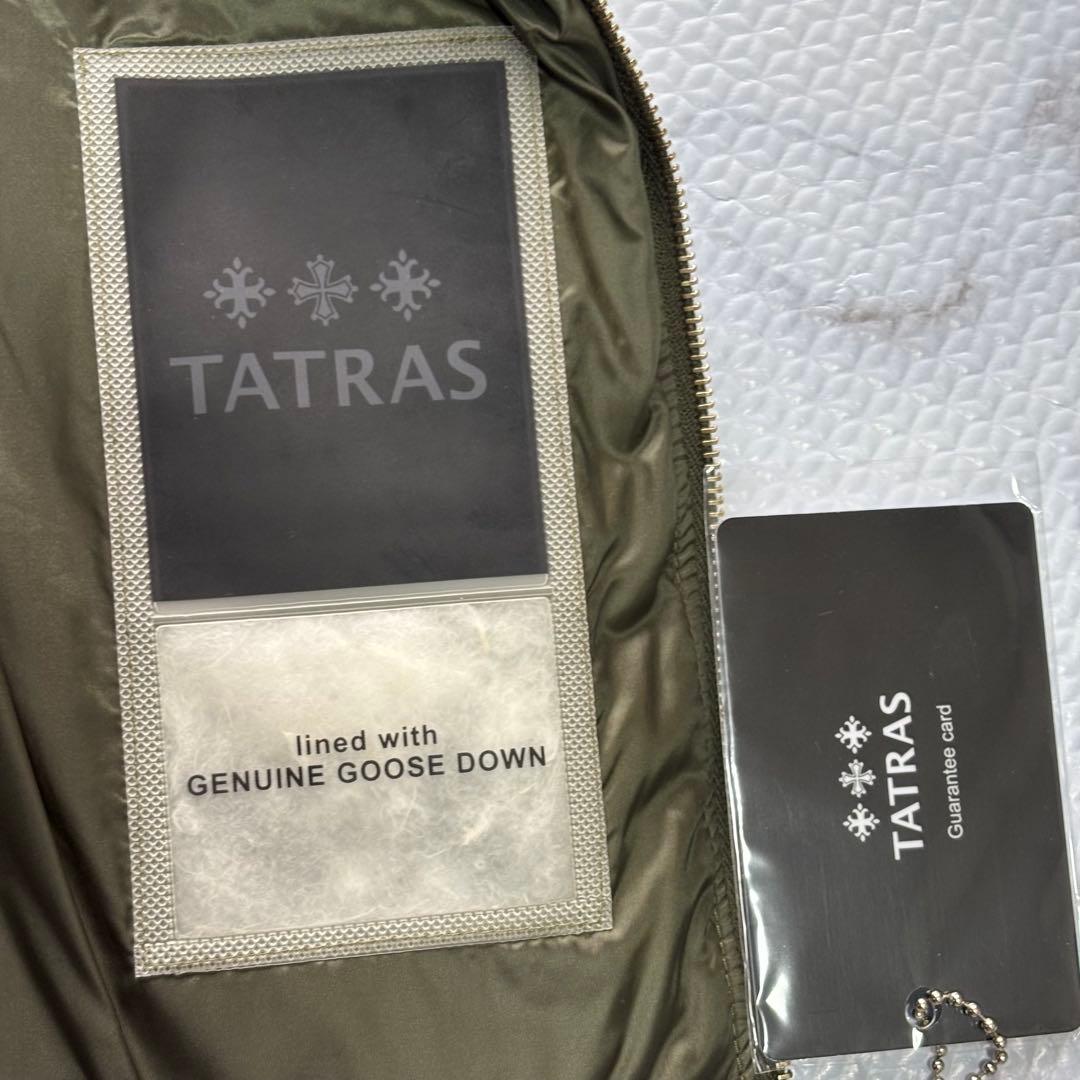 TATRAS
lined with
GENUINE GOOSE DOWN
TATRAS
Guarantee card